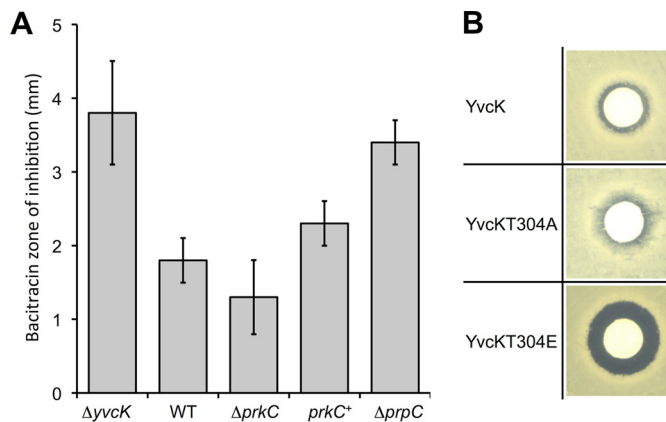 A
Bacitracin zone of inhibition (mm)
5
4
3
2
1
0
ΔyvcK
WT
ΔprkC
prkC+
ΔprpC
B
YvcK
YvcKT304A
YvcKT304E